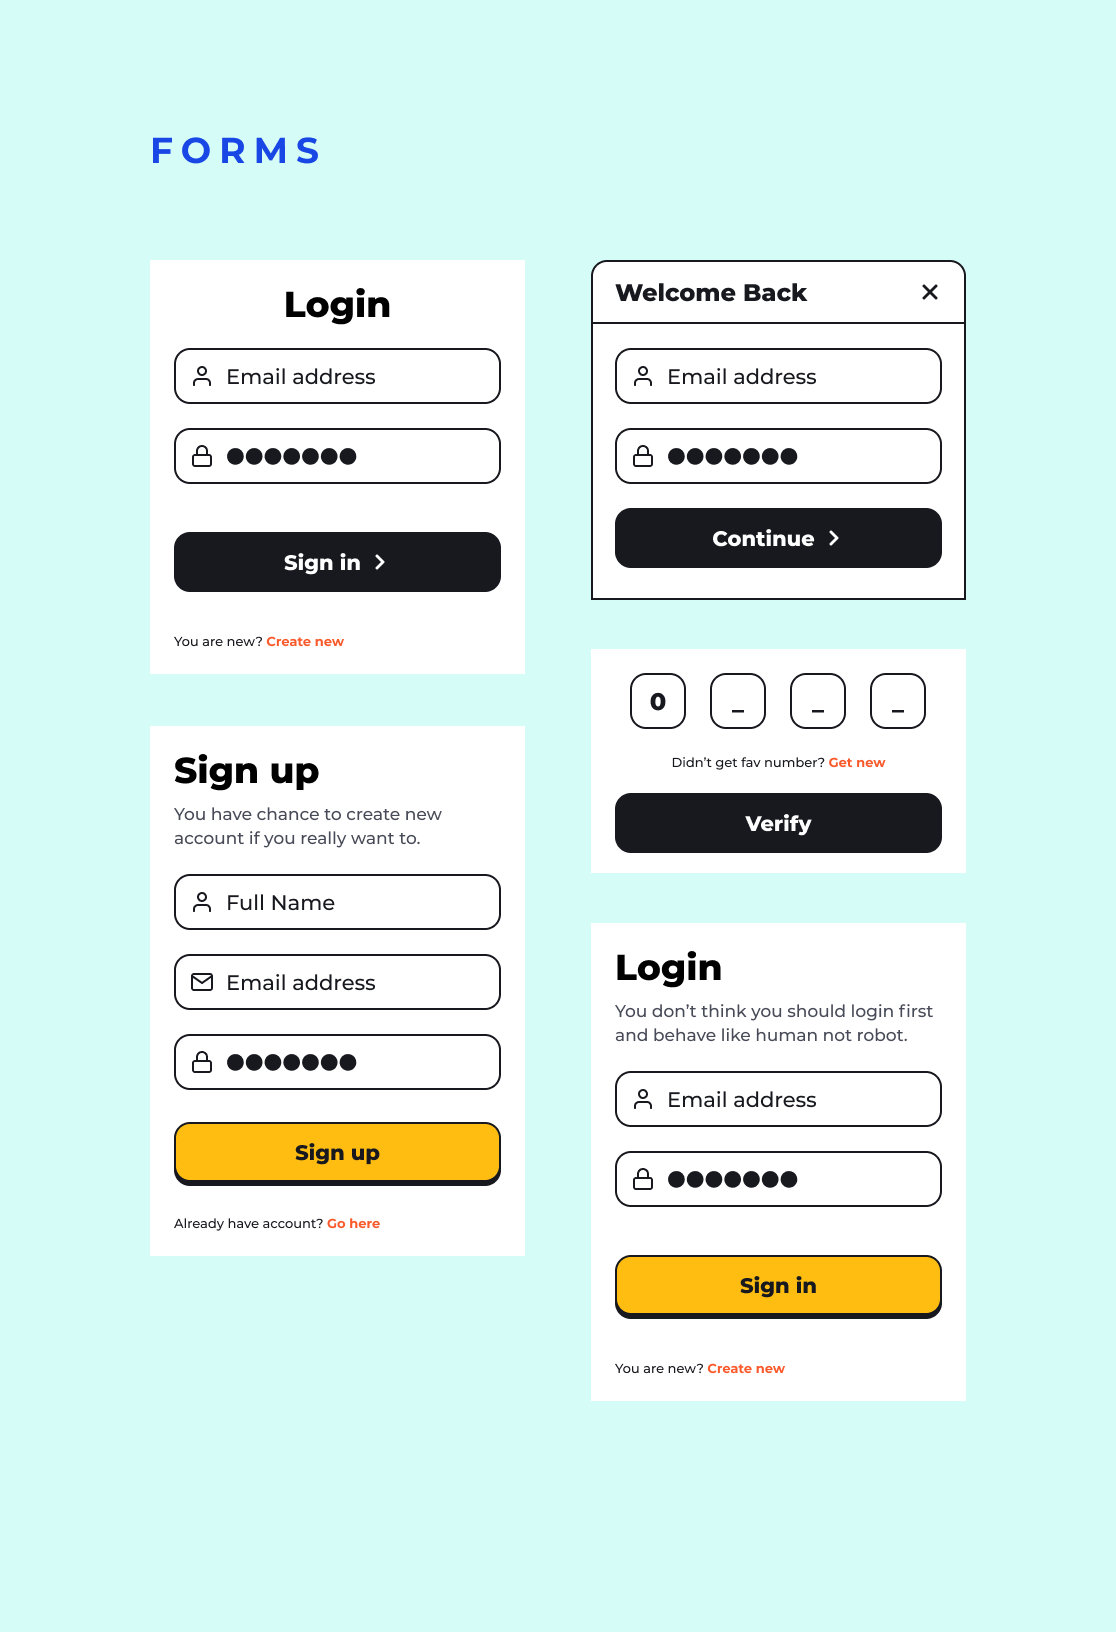 FORMS
Login
Email address
●●●●●●●
Sign in
You are new? Create new
Sign up
You have chance to create new
account if you really want to.
Full Name
Email address
●●●●●●●
Sign up
Already have account? Go here
Welcome Back
Email address
●●●●●●●
Continue
0 _ _ _
Didn’t get fav number? Get new
Verify
Login
You don’t think you should login first
and behave like human not robot.
Email address
●●●●●●●
Sign in
You are new? Create new